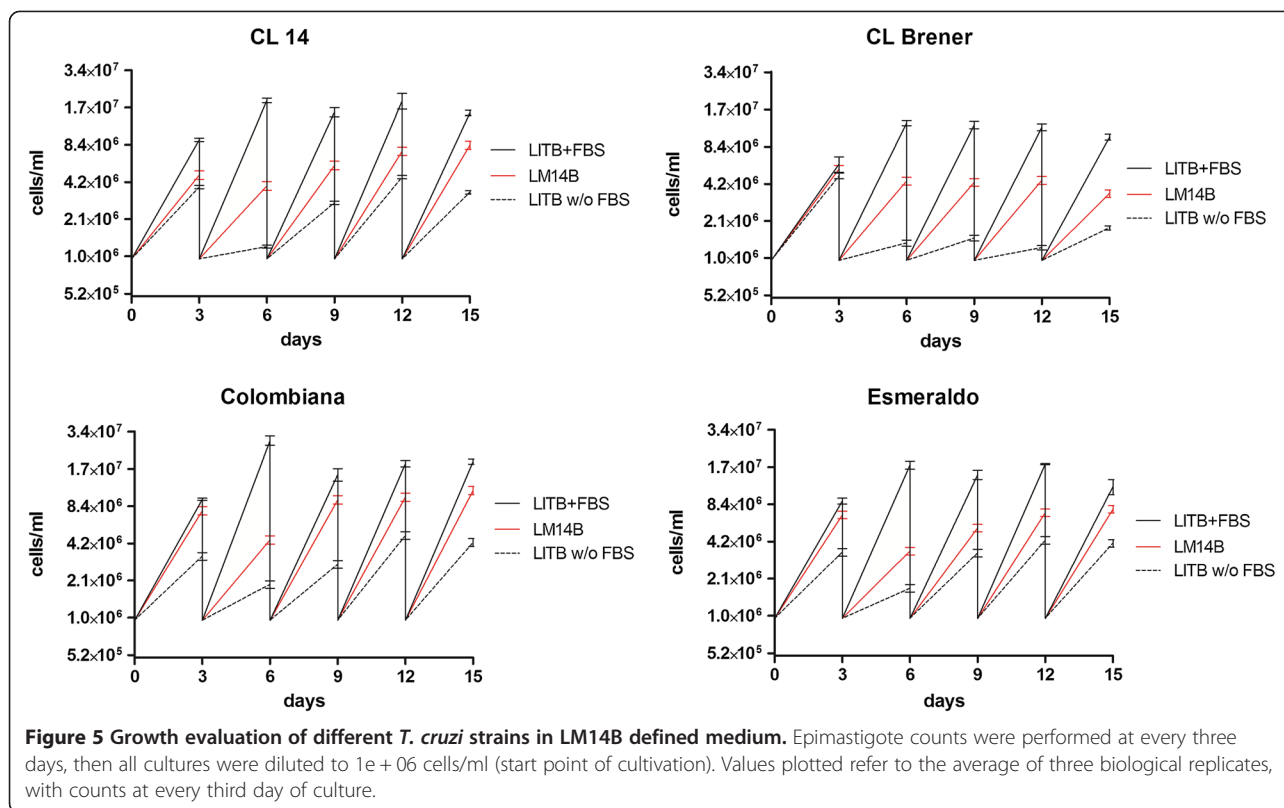 CL 14
3.4×10⁷
1.7×10⁷
8.4×10⁶
4.2×10⁶
2.1×10⁶
1.0×10⁶
5.2×10⁵
cells/ml
0 3 6 9 12 15
days
LITB+FBS
LM14B
LITB w/o FBS
CL Brener
3.4×10⁷
1.7×10⁷
8.4×10⁶
4.2×10⁶
2.1×10⁶
1.0×10⁶
5.2×10⁵
cells/ml
0 3 6 9 12 15
days
LITB+FBS
LM14B
LITB w/o FBS
Colombiana
3.4×10⁷
1.7×10⁷
8.4×10⁶
4.2×10⁶
2.1×10⁶
1.0×10⁶
5.2×10⁵
cells/ml
0 3 6 9 12 15
days
LITB+FBS
LM14B
LITB w/o FBS
Esmeraldo
3.4×10⁷
1.7×10⁷
8.4×10⁶
4.2×10⁶
2.1×10⁶
1.0×10⁶
5.2×10⁵
cells/ml
0 3 6 9 12 15
days
LITB+FBS
LM14B
LITB w/o FBS
Figure 5 Growth evaluation of different T. cruzi strains in LM14B defined medium. Epimastigote counts were performed at every three
days, then all cultures were diluted to 1e + 06 cells/ml (start point of cultivation). Values plotted refer to the average of three biological replicates,
with counts at every third day of culture.